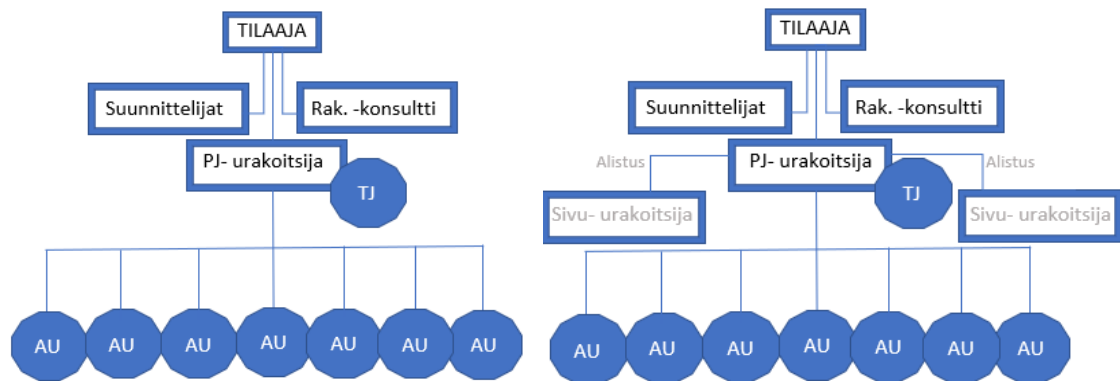 TILAAJA
Suunnittelijat
Rak. -konsultti
PJ- urakoitsija
TJ
AU
AU
AU
AU
AU
AU
AU
TILAAJA
Suunnittelijat
Rak. -konsultti
Alistus
PJ- urakoitsija
Alistus
TJ
Sivu- urakoitsija
Sivu- urakoitsija
AU
AU
AU
AU
AU
AU
AU